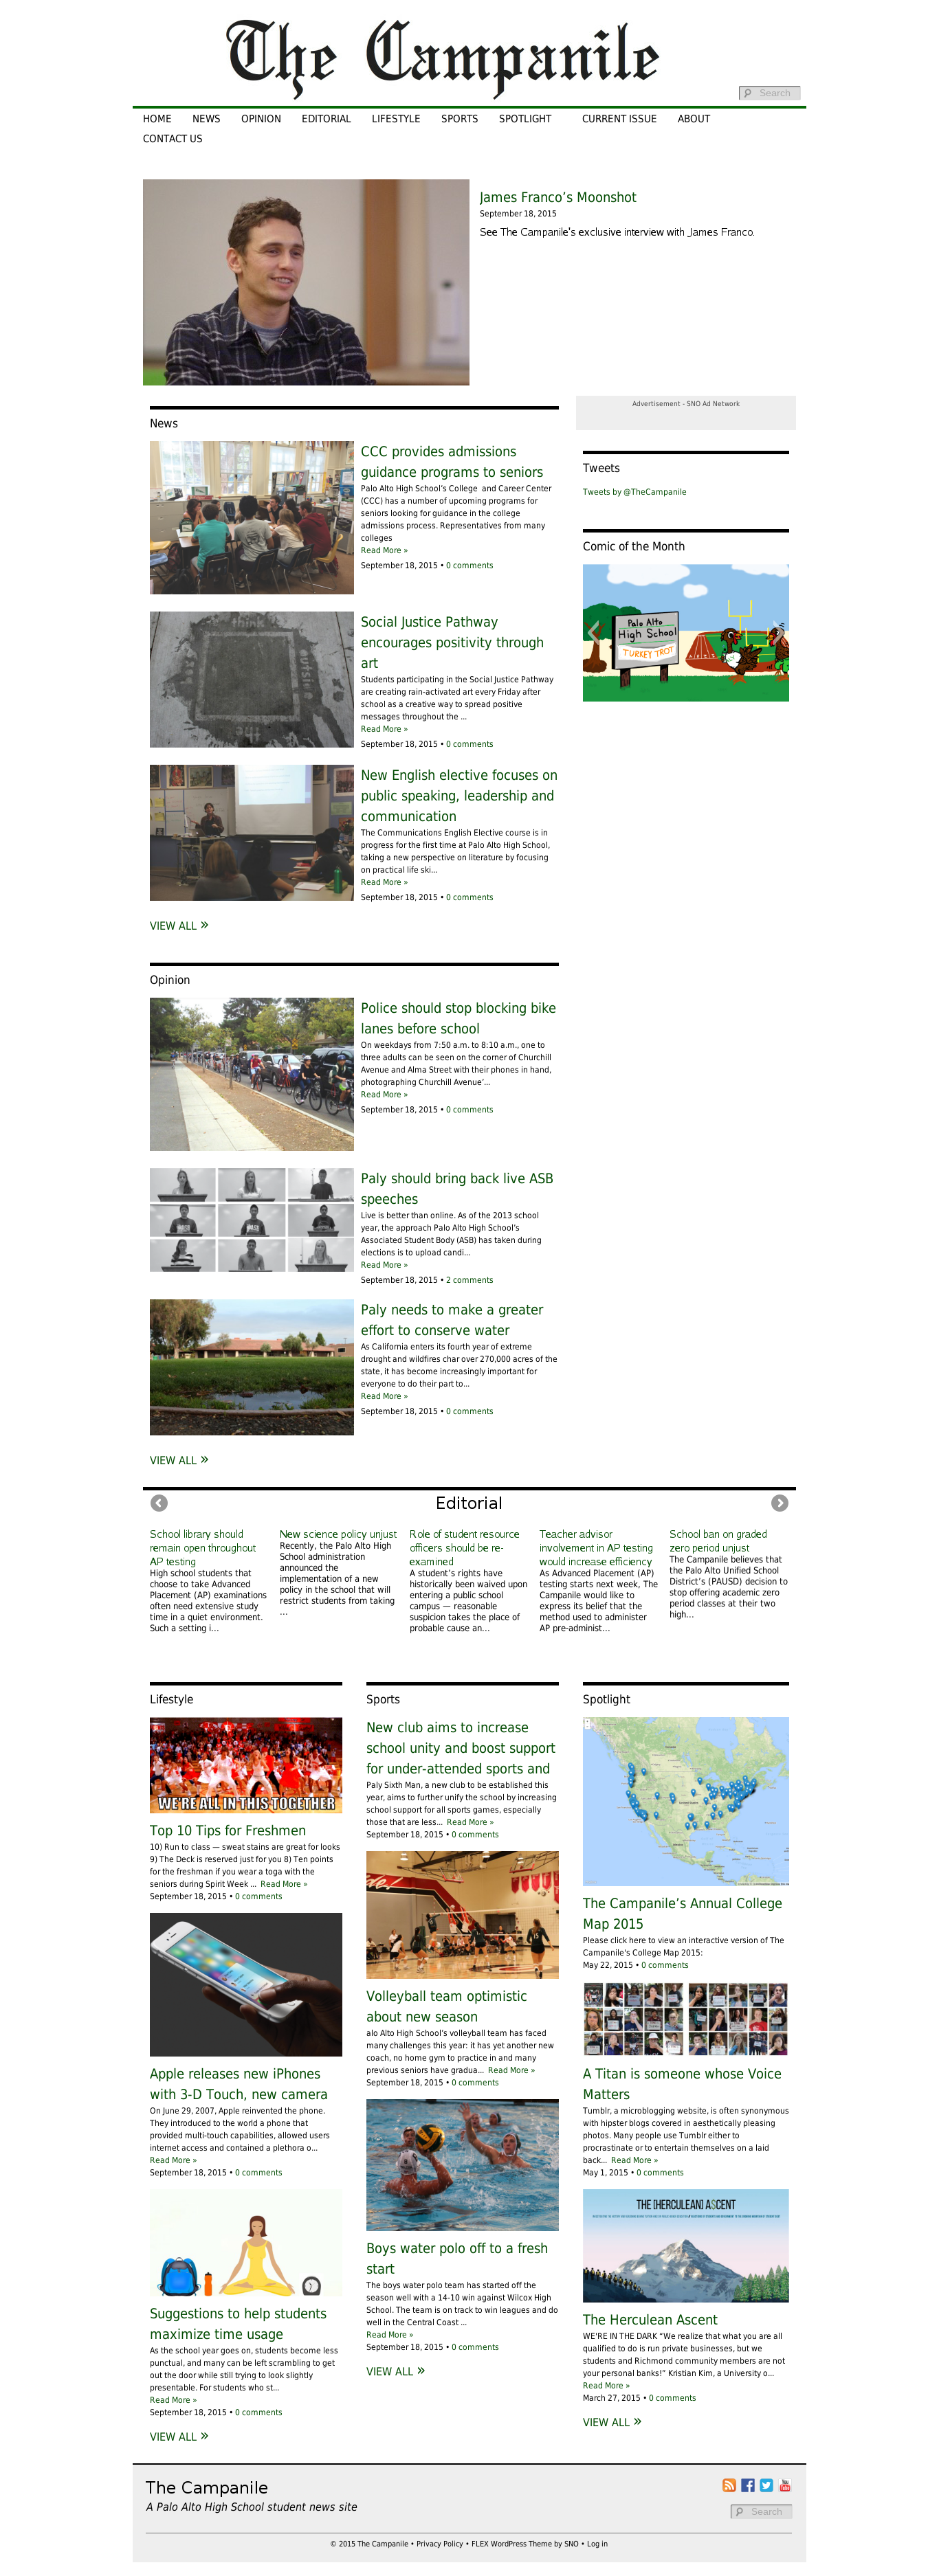 The Campanile
Search
HOME NEWS OPINION EDITORIAL LIFESTYLE SPORTS SPOTLIGHT CURRENT ISSUE ABOUT
CONTACT US
James Franco’s Moonshot
September 18, 2015
See The Campanile's exclusive interview with James Franco.
Advertisement - SNO Ad Network
News
CCC provides admissions
guidance programs to seniors
Palo Alto High School’s College and Career Center
(CCC) has a number of upcoming programs for
seniors looking for guidance in the college
admissions process. Representatives from many
colleges
Read More »
September 18, 2015 • 0 comments
Social Justice Pathway
encourages positivity through
art
Students participating in the Social Justice Pathway
are creating rain-activated art every Friday after
school as a creative way to spread positive
messages throughout the ...
Read More »
September 18, 2015 • 0 comments
New English elective focuses on
public speaking, leadership and
communication
The Communications English Elective course is in
progress for the first time at Palo Alto High School,
taking a new perspective on literature by focusing
on practical life ski...
Read More »
September 18, 2015 • 0 comments
VIEW ALL »
Tweets
Tweets by @TheCampanile
Comic of the Month
Palo Alto
High School
TURKEY TROT
Opinion
Police should stop blocking bike
lanes before school
On weekdays from 7:50 a.m. to 8:10 a.m., one to
three adults can be seen on the corner of Churchill
Avenue and Alma Street with their phones in hand,
photographing Churchill Avenue’...
Read More »
September 18, 2015 • 0 comments
Paly should bring back live ASB
speeches
Live is better than online. As of the 2013 school
year, the approach Palo Alto High School’s
Associated Student Body (ASB) has taken during
elections is to upload candi...
Read More »
September 18, 2015 • 2 comments
Paly needs to make a greater
effort to conserve water
As California enters its fourth year of extreme
drought and wildfires char over 270,000 acres of the
state, it has become increasingly important for
everyone to do their part to...
Read More »
September 18, 2015 • 0 comments
VIEW ALL »
Editorial
School library should
remain open throughout
AP testing
High school students that
choose to take Advanced
Placement (AP) examinations
often need extensive study
time in a quiet environment.
Such a setting i...
New science policy unjust
Recently, the Palo Alto High
School administration
announced the
implementation of a new
policy in the school that will
restrict students from taking
...
Role of student resource
officers should be re-
examined
A student’s rights have
historically been waived upon
entering a public school
campus — reasonable
suspicion takes the place of
probable cause an...
Teacher advisor
involvement in AP testing
would increase efficiency
As Advanced Placement (AP)
testing starts next week, The
Campanile would like to
express its belief that the
method used to administer
AP pre-administ...
School ban on graded
zero period unjust
The Campanile believes that
the Palo Alto Unified School
District’s (PAUSD) decision to
stop offering academic zero
period classes at their two
high...
Lifestyle
WE'RE ALL IN THIS TOGETHER
Top 10 Tips for Freshmen
10) Run to class — sweat stains are great for looks
9) The Deck is reserved just for you 8) Ten points
for the freshman if you wear a toga with the
seniors during Spirit Week ... Read More »
September 18, 2015 • 0 comments
Apple releases new iPhones
with 3-D Touch, new camera
On June 29, 2007, Apple reinvented the phone.
They introduced to the world a phone that
provided multi-touch capabilities, allowed users
internet access and contained a plethora o...
Read More »
September 18, 2015 • 0 comments
Suggestions to help students
maximize time usage
As the school year goes on, students become less
punctual, and many can be left scrambling to get
out the door while still trying to look slightly
presentable. For students who st...
Read More »
September 18, 2015 • 0 comments
VIEW ALL »
Sports
New club aims to increase
school unity and boost support
for under-attended sports and
Paly Sixth Man, a new club to be established this
year, aims to further unify the school by increasing
school support for all sports games, especially
those that are less... Read More »
September 18, 2015 • 0 comments
Volleyball team optimistic
about new season
alo Alto High School’s volleyball team has faced
many challenges this year: it has yet another new
coach, no home gym to practice in and many
previous seniors have gradua... Read More »
September 18, 2015 • 0 comments
Boys water polo off to a fresh
start
The boys water polo team has started off the
season well with a 14-10 win against Wilcox High
School. The team is on track to win leagues and do
well in the Central Coast ...
Read More »
September 18, 2015 • 0 comments
VIEW ALL »
Spotlight
The Campanile’s Annual College
Map 2015
Please click here to view an interactive version of The
Campanile's College Map 2015:
May 22, 2015 • 0 comments
A Titan is someone whose Voice
Matters
Tumblr, a microblogging website, is often synonymous
with hipster blogs covered in aesthetically pleasing
photos. Many people use Tumblr either to
procrastinate or to entertain themselves on a laid
back... Read More »
May 1, 2015 • 0 comments
THE [HERCULEAN] A$CENT
The Herculean Ascent
WE'RE IN THE DARK “We realize that what you are all
qualified to do is run private businesses, but we
students and Richmond community members are not
your personal banks!” Kristian Kim, a University o...
Read More »
March 27, 2015 • 0 comments
VIEW ALL »
The Campanile
A Palo Alto High School student news site
Search
© 2015 The Campanile • Privacy Policy • FLEX WordPress Theme by SNO • Log in